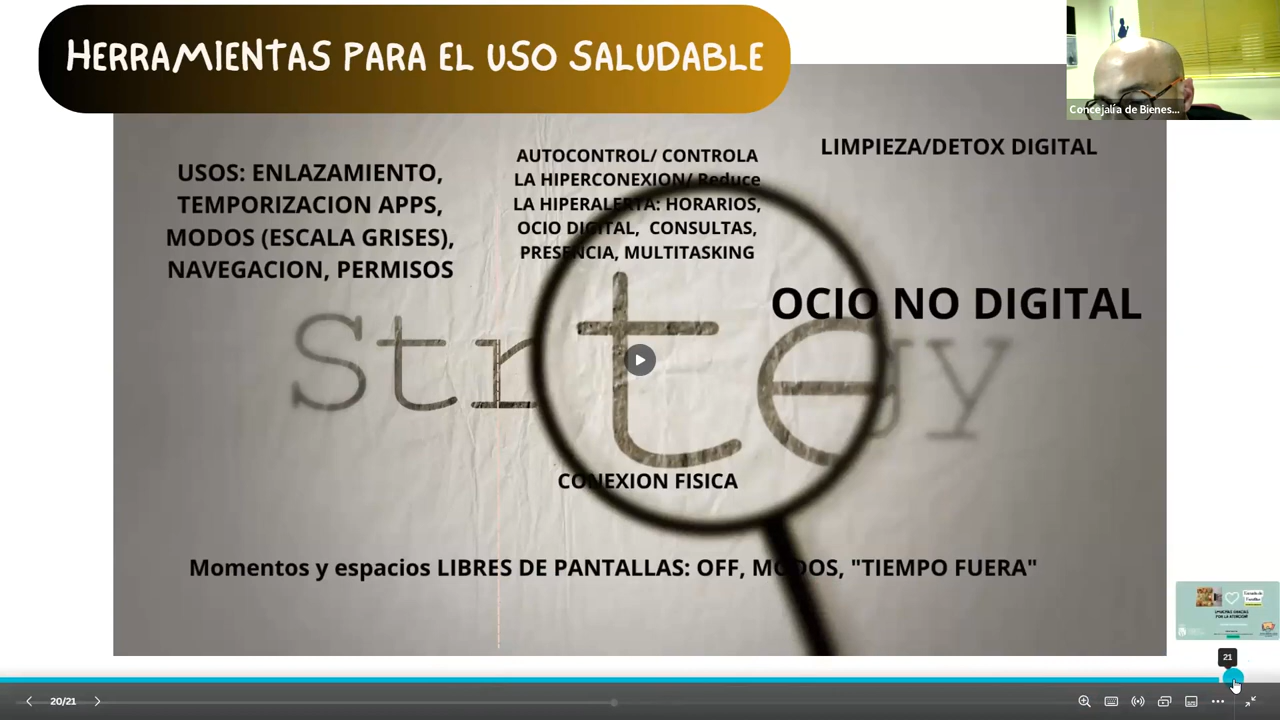 HERRAMIENTAS PARA EL USO SALUDABLE
Concejalía de Bienes...
LIMPIEZA/DETOX DIGITAL
USOS: ENLAZAMIENTO,
TEMPORIZACION APPS,
MODOS (ESCALA GRISES),
NAVEGACION, PERMISOS
AUTOCONTROL/ CONTROLA
LA HIPERCONEXION/ Reduce
LA HIPERALERTA: HORARIOS,
OCIO DIGITAL, CONSULTAS,
PRESENCIA, MULTITASKING
OCIO NO DIGITAL
Strtegy
CONEXION FISICA
Momentos y espacios LIBRES DE PANTALLAS: OFF, MODOS, "TIEMPO FUERA"
21
20/21